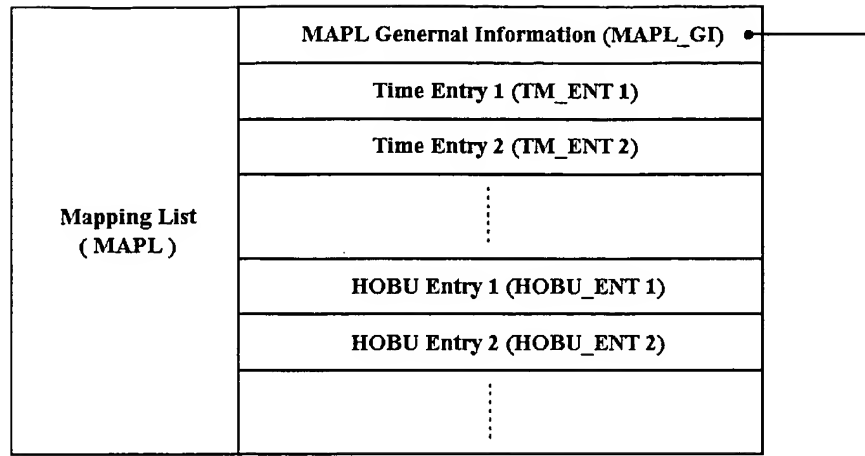 MAPL Genernal Information (MAPL_GI)
Time Entry 1 (TM_ENT 1)
Time Entry 2 (TM_ENT 2)
Mapping List
( MAPL )
HOBU Entry 1 (HOBU_ENT 1)
HOBU Entry 2 (HOBU_ENT 2)